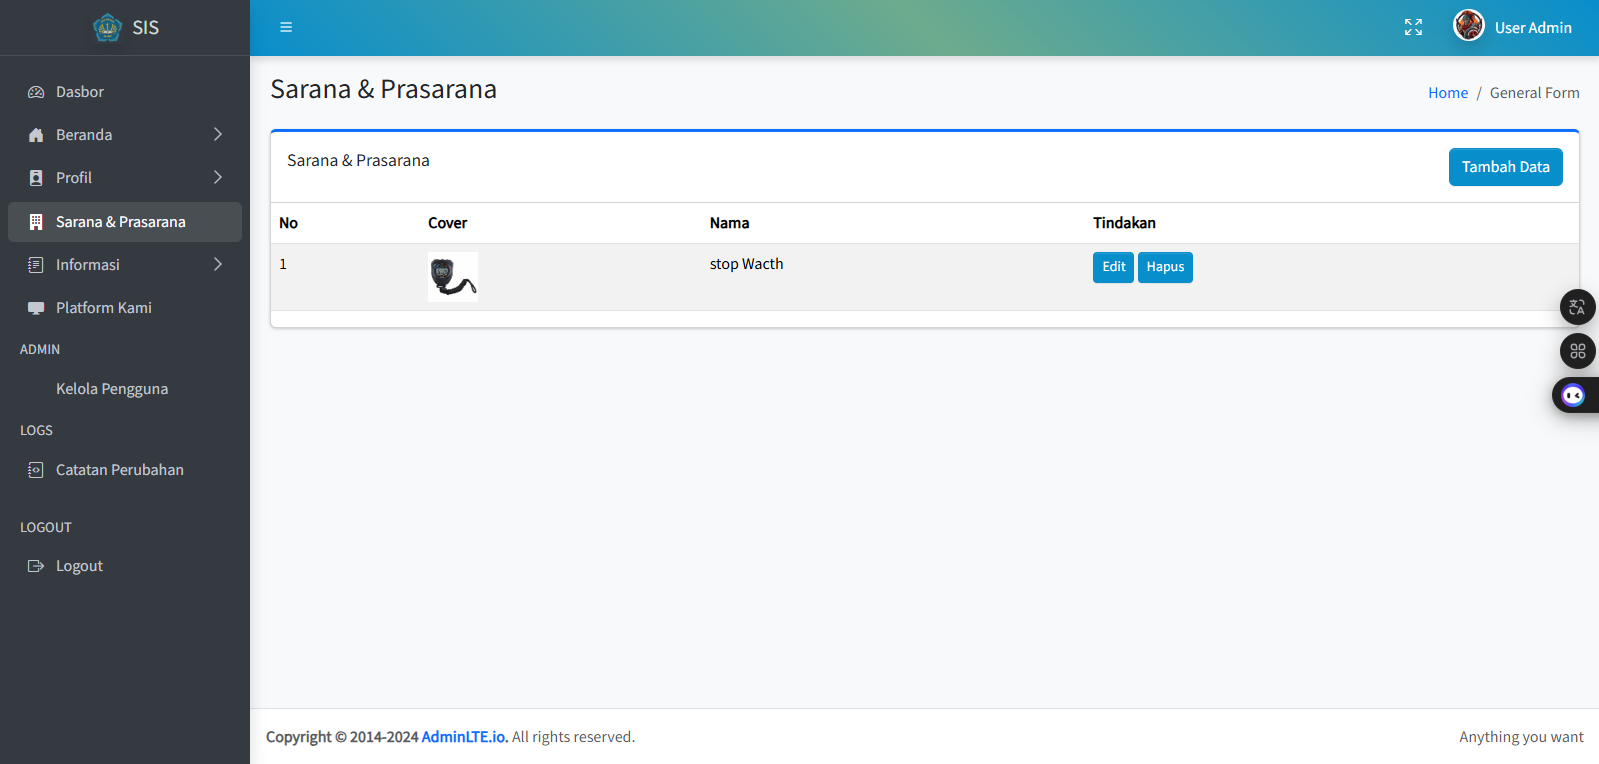 SIS
User Admin
Dasbor
Beranda
Profil
Sarana & Prasarana
Informasi
Platform Kami
ADMIN
Kelola Pengguna
LOGS
Catatan Perubahan
LOGOUT
Logout
Sarana & Prasarana
Home / General Form
Sarana & Prasarana
Tambah Data
No Cover Nama Tindakan
1 stop Wacth Edit Hapus
Copyright © 2014-2024 AdminLTE.io. All rights reserved.
Anything you want